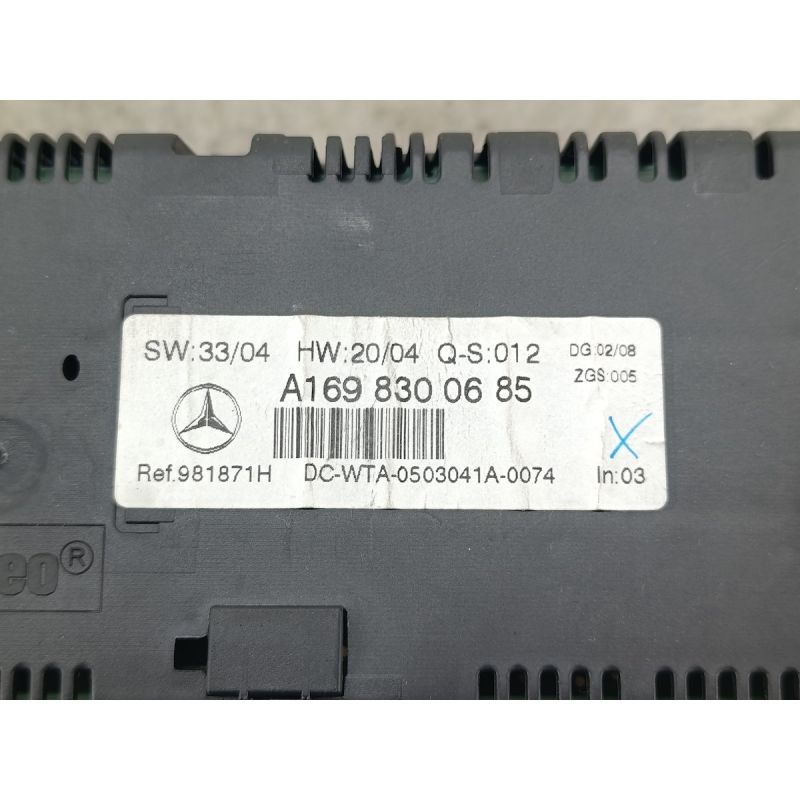 SW:33/04 HW:20/04 Q-S:012 DG:02/08
ZGS:005
A169 830 06 85
X
Ref.981871H DC-WTA-0503041A-0074 In:03
eo®